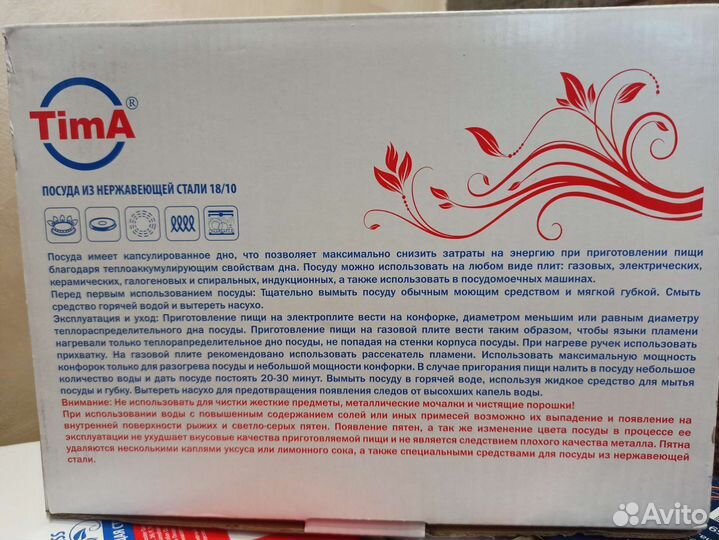 TimA ®
ПОСУДА ИЗ НЕРЖАВЕЮЩЕЙ СТАЛИ 18/10
Посуда имеет капсулированное дно, что позволяет максимально снизить затраты на энергию при приготовлении пищи
благодаря теплоаккумулирующим свойствам дна. Посуду можно использовать на любом виде плит: газовых, электрических,
керамических, галогеновых и спиральных, индукционных, а также использовать в посудомоечных машинах.
Перед первым использованием посуды: Тщательно вымыть посуду обычным моющим средством и мягкой губкой. Смыть
средство горячей водой и вытереть насухо.
Эксплуатация и уход: Приготовление пищи на электроплите вести на конфорке, диаметром меньшим или равным диаметру
теплораспределительного дна посуды. Приготовление пищи на газовой плите вести таким образом, чтобы языки пламени
нагревали только теплораспределительное дно посуды, не попадая на стенки корпуса посуды. При нагреве ручек использовать
прихватку. На газовой плите рекомендовано использовать рассекатель пламени. Использовать максимальную мощность
конфорок только для разогрева посуды и небольшой мощности конфорки. В случае пригорания пищи налить в посуду небольшое
количество воды и дать посуде постоять 20-30 минут. Вымыть посуду в горячей воде, используя жидкое средство для мытья
посуды и губку. Вытереть насухо для предотвращения появления следов от высохших капель воды.
Внимание: Не использовать для чистки жесткие предметы, металлические мочалки и чистящие порошки!
При использовании воды с повышенным содержанием солей или иных примесей возможно их выпадение и появление на
внутренней поверхности рыжих и светло-серых пятен. Появление пятен, а так же изменение цвета посуды в процессе ее
эксплуатации не ухудшает вкусовые качества приготовляемой пищи и не является следствием плохого качества металла. Пятна
удаляются несколькими каплями уксуса или лимонного сока, а также специальными средствами для посуды из нержавеющей
стали.
Avito